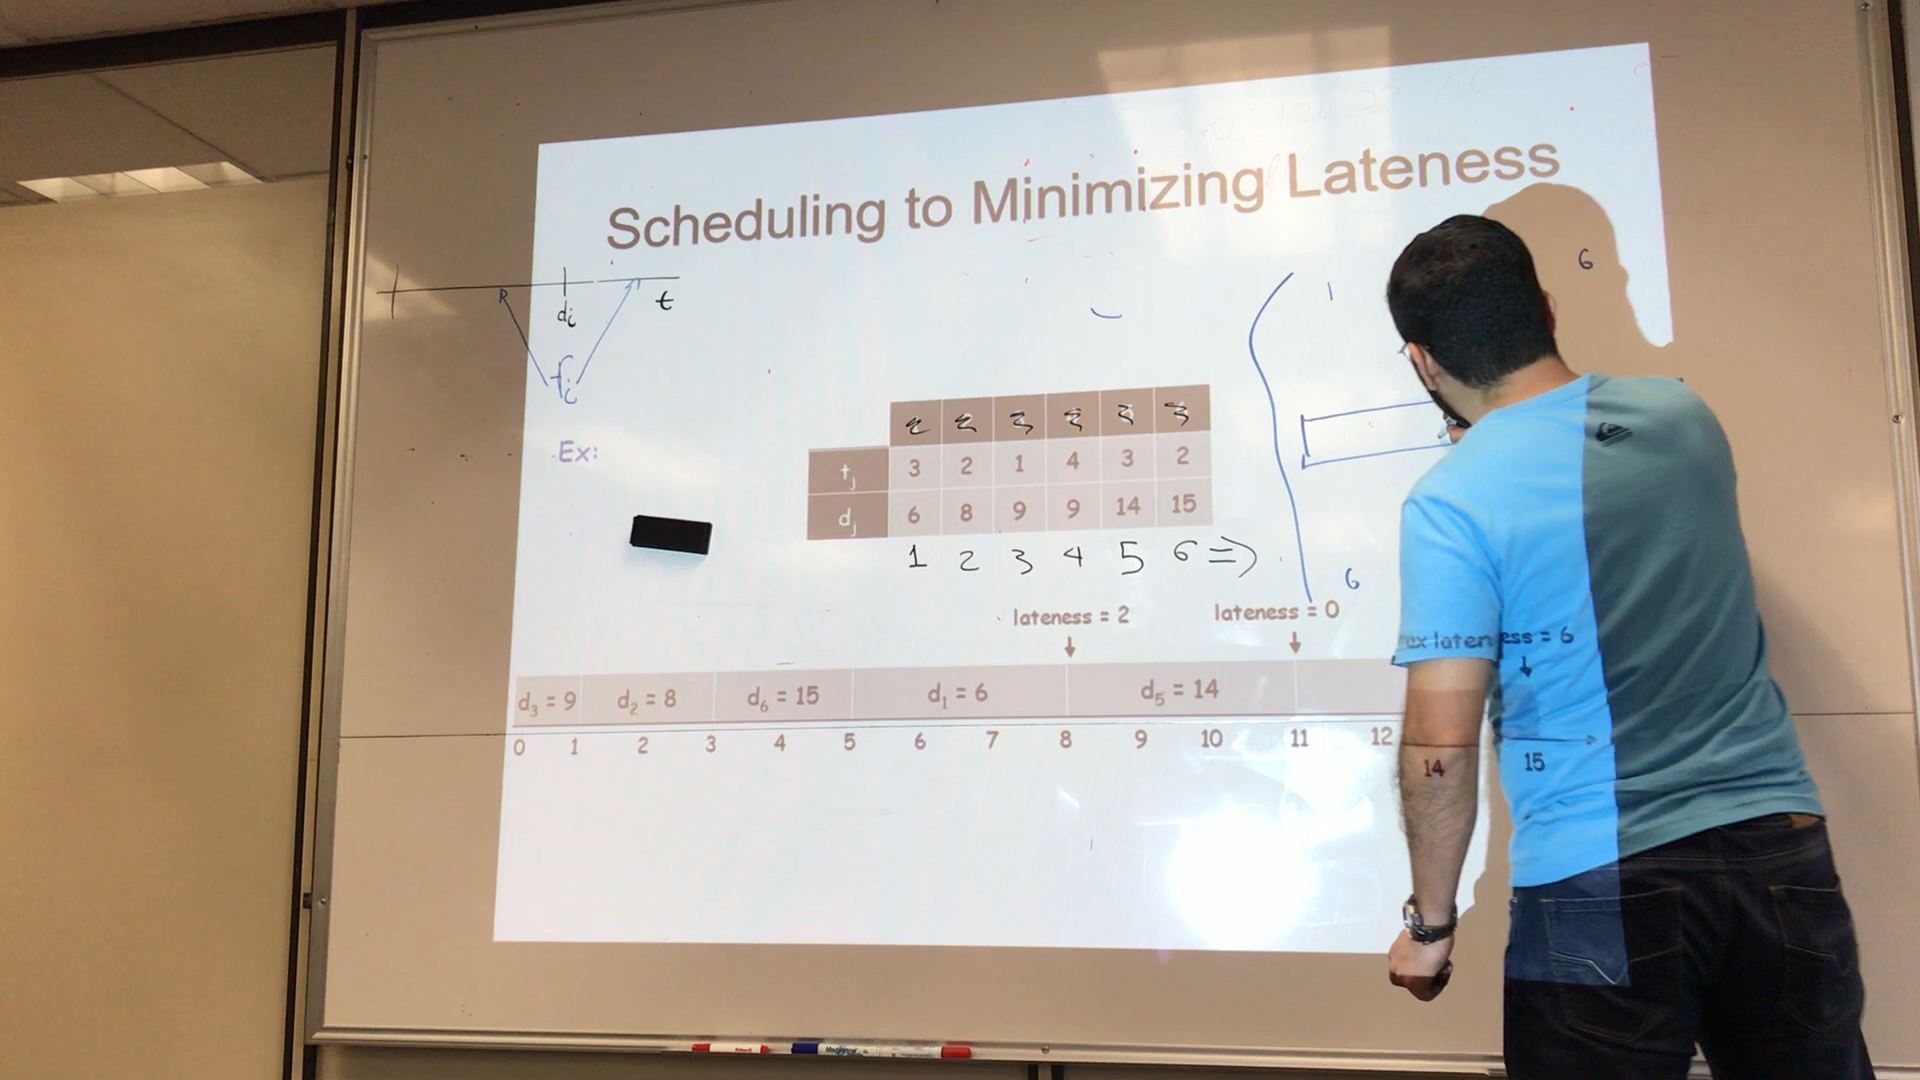 Scheduling to Minimizing Lateness
6
1
di
t
fi
Ex:
tj 3 2 1 4 3 2
dj 6 8 9 9 14 15
1 2 3 4 5 6 =>
6
lateness = 2 lateness = 0
lateness = 6
d3 = 9 d2 = 8 d6 = 15 d1 = 6 d5 = 14
0 1 2 3 4 5 6 7 8 9 10 11 12 14 15